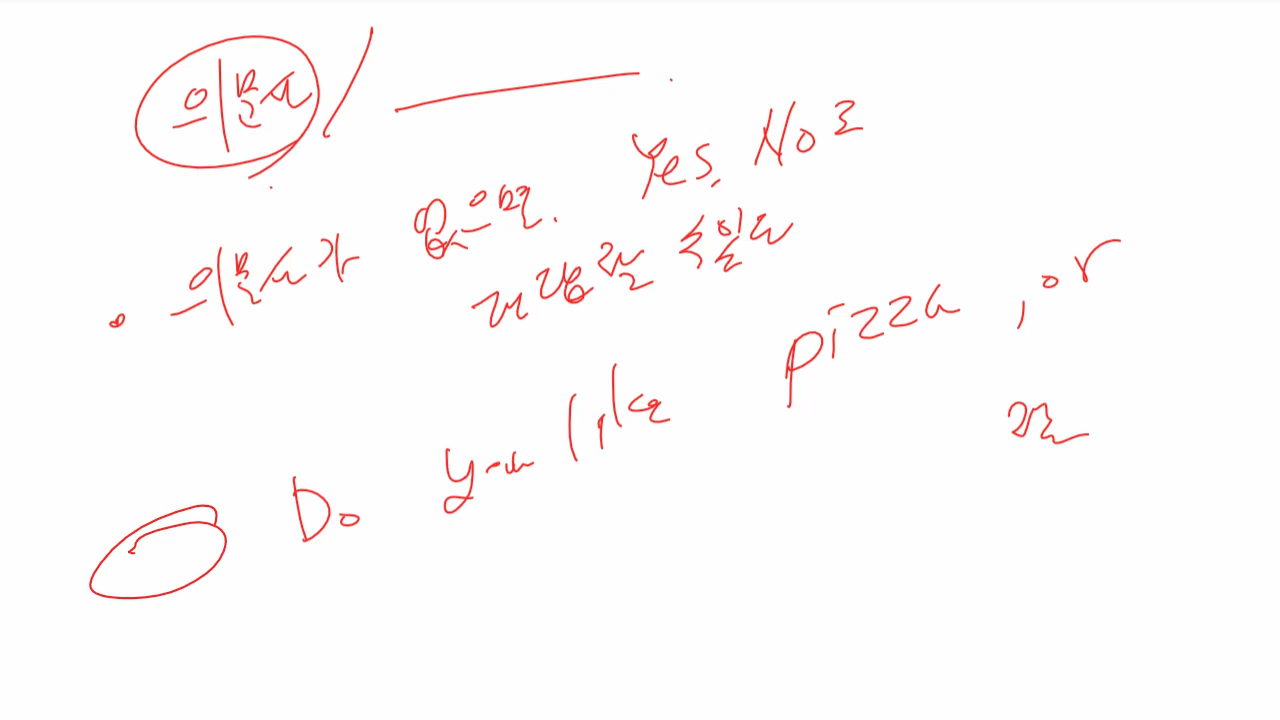 의문사
의문사가 없으면. Yes, No로
대답할 수 있다
Do you like pizza, or